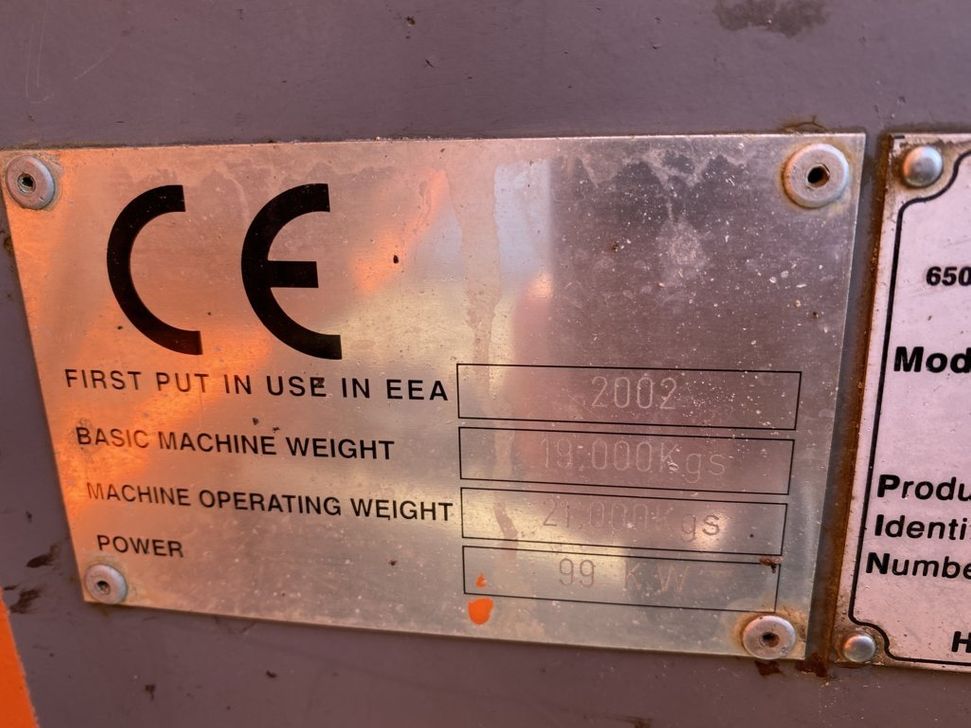 CE
FIRST PUT IN USE IN EEA 2002
BASIC MACHINE WEIGHT 19.000Kgs
MACHINE OPERATING WEIGHT 21.000Kgs
POWER 99 KW
650
Mod
Produ
Identi
Numbe
H